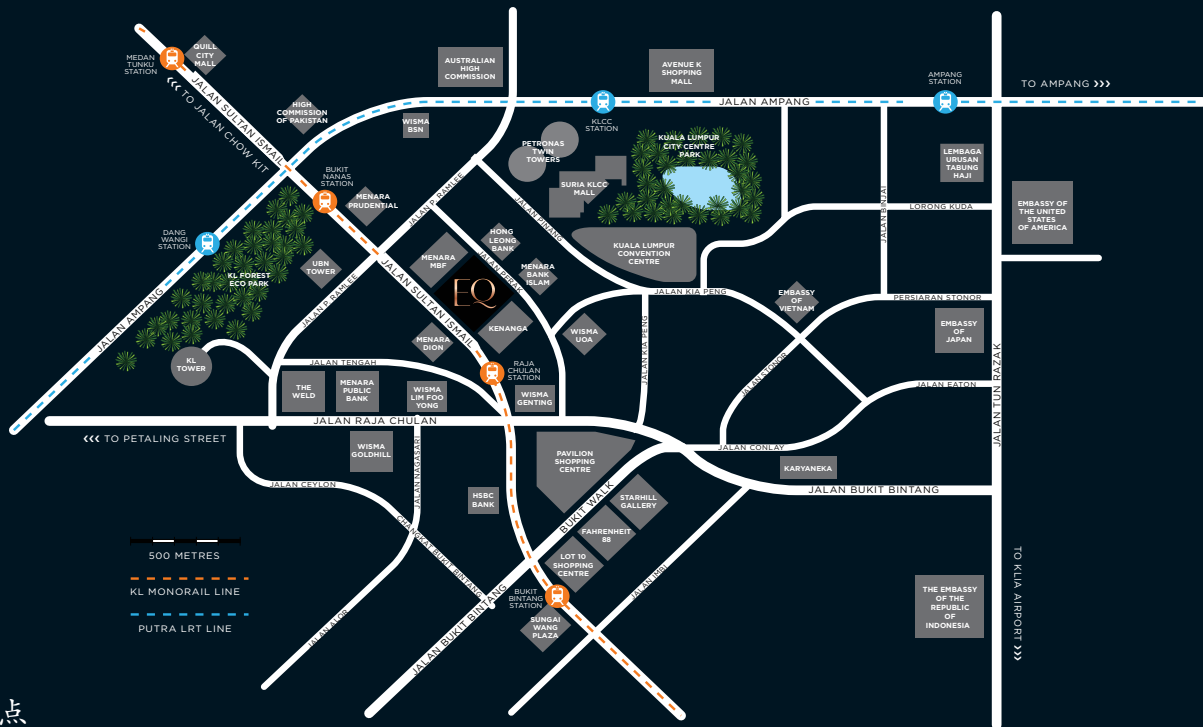 QUILL
CITY
MALL
MEDAN
TUNKU
STATION
<<< TO JALAN CHOW KIT
JALAN SULTAN ISMAIL
HIGH
COMMISSION
OF PAKISTAN
AUSTRALIAN
HIGH
COMMISSION
WISMA
BSN
AVENUE K
SHOPPING
MALL
KLCC
STATION
JALAN AMPANG
AMPANG
STATION
TO AMPANG >>>
PETRONAS
TWIN
TOWERS
SURIA KLCC
MALL
KUALA LUMPUR
CITY CENTRE
PARK
LEMBAGA
URUSAN
TABUNG
HAJI
EMBASSY OF
THE UNITED
STATES
OF AMERICA
BUKIT
NANAS
STATION
MENARA
PRUDENTIAL
JALAN P. RAMLEE
JALAN PINANG
LORONG KUDA
JALAN BINJAI
DANG
WANGI
STATION
KL FOREST
ECO PARK
UBN
TOWER
MENARA
MBF
HONG
LEONG
BANK
JALAN PERAK
MENARA
BANK
ISLAM
KUALA LUMPUR
CONVENTION
CENTRE
EQ
JALAN SULTAN ISMAIL
JALAN P. RAMLEE
KENANGA
JALAN KIA PENG
EMBASSY
OF
VIETNAM
PERSIARAN STONOR
JALAN AMPANG
KL
TOWER
MENARA
DION
WISMA
UOA
JALAN KIA PENG
EMBASSY
OF
JAPAN
JALAN TENGAH
RAJA
CHULAN
STATION
JALAN STONOR
JALAN EATON
JALAN TUN RAZAK
THE
WELD
MENARA
PUBLIC
BANK
WISMA
LIM FOO
YONG
WISMA
GENTING
JALAN RAJA CHULAN
<<< TO PETALING STREET
WISMA
GOLDHILL
JALAN NAGASARI
PAVILION
SHOPPING
CENTRE
JALAN CONLAY
KARYANEKA
JALAN BUKIT BINTANG
JALAN CEYLON
HSBC
BANK
BUKIT WALK
STARHILL
GALLERY
FAHRENHEIT
88
CHANGKAT BUKIT BINTANG
LOT 10
SHOPPING
CENTRE
JALAN IMBI
BUKIT
BINTANG
STATION
SUNGAI
WANG
PLAZA
JALAN BUKIT BINTANG
JALAN ALOR
THE EMBASSY
OF THE
REPUBLIC
OF
INDONESIA
TO KLIA AIRPORT >>>
500 METRES
KL MONORAIL LINE
PUTRA LRT LINE
点